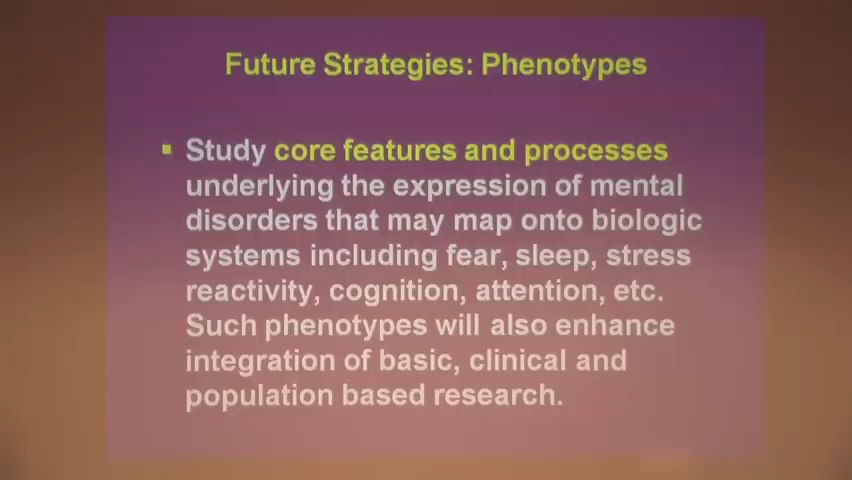 Future Strategies: Phenotypes
▪ Study core features and processes
underlying the expression of mental
disorders that may map onto biologic
systems including fear, sleep, stress
reactivity, cognition, attention, etc.
Such phenotypes will also enhance
integration of basic, clinical and
population based research.